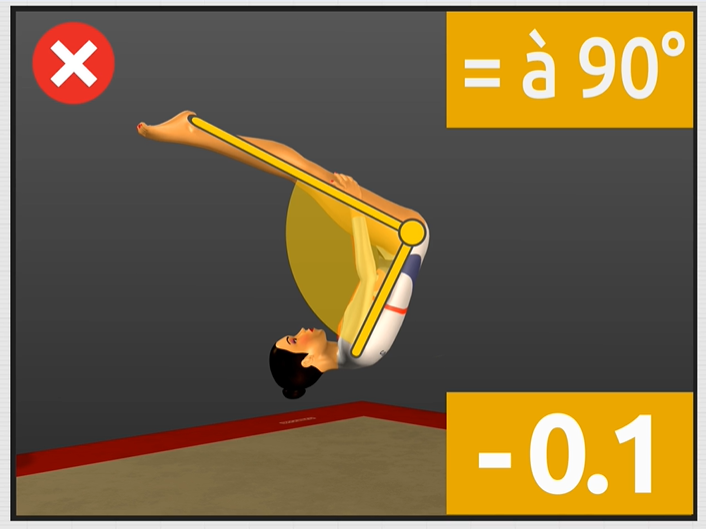 = à 90°
- 0.1